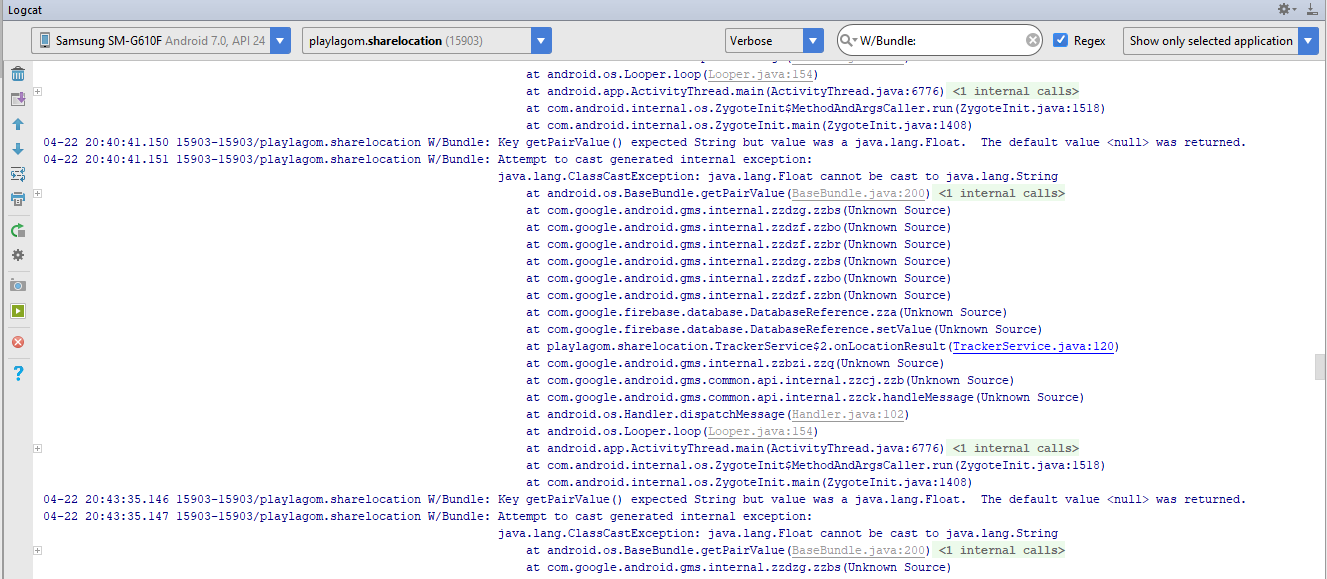 Logcat
Samsung SM-G610F Android 7.0, API 24
playlagom.sharelocation (15903)
Verbose
W/Bundle:
Regex
Show only selected application
at android.os.Looper.loop(Looper.java:154)
at android.app.ActivityThread.main(ActivityThread.java:6776) <1 internal calls>
at com.android.internal.os.ZygoteInit$MethodAndArgsCaller.run(ZygoteInit.java:1518)
at com.android.internal.os.ZygoteInit.main(ZygoteInit.java:1408)
04-22 20:40:41.150 15903-15903/playlagom.sharelocation W/Bundle: Key getPairValue() expected String but value was a java.lang.Float.  The default value <null> was returned.
04-22 20:40:41.151 15903-15903/playlagom.sharelocation W/Bundle: Attempt to cast generated internal exception:
java.lang.ClassCastException: java.lang.Float cannot be cast to java.lang.String
at android.os.BaseBundle.getPairValue(BaseBundle.java:200) <1 internal calls>
at com.google.android.gms.internal.zzdzg.zzbs(Unknown Source)
at com.google.android.gms.internal.zzdzf.zzbo(Unknown Source)
at com.google.android.gms.internal.zzdzf.zzbr(Unknown Source)
at com.google.android.gms.internal.zzdzg.zzbs(Unknown Source)
at com.google.android.gms.internal.zzdzf.zzbo(Unknown Source)
at com.google.android.gms.internal.zzdzf.zzbn(Unknown Source)
at com.google.firebase.database.DatabaseReference.zza(Unknown Source)
at com.google.firebase.database.DatabaseReference.setValue(Unknown Source)
at playlagom.sharelocation.TrackerService$2.onLocationResult(TrackerService.java:120)
at com.google.android.gms.internal.zzbzi.zzq(Unknown Source)
at com.google.android.gms.common.api.internal.zzcj.zzb(Unknown Source)
at com.google.android.gms.common.api.internal.zzck.handleMessage(Unknown Source)
at android.os.Handler.dispatchMessage(Handler.java:102)
at android.os.Looper.loop(Looper.java:154)
at android.app.ActivityThread.main(ActivityThread.java:6776) <1 internal calls>
at com.android.internal.os.ZygoteInit$MethodAndArgsCaller.run(ZygoteInit.java:1518)
at com.android.internal.os.ZygoteInit.main(ZygoteInit.java:1408)
04-22 20:43:35.146 15903-15903/playlagom.sharelocation W/Bundle: Key getPairValue() expected String but value was a java.lang.Float.  The default value <null> was returned.
04-22 20:43:35.147 15903-15903/playlagom.sharelocation W/Bundle: Attempt to cast generated internal exception:
java.lang.ClassCastException: java.lang.Float cannot be cast to java.lang.String
at android.os.BaseBundle.getPairValue(BaseBundle.java:200) <1 internal calls>
at com.google.android.gms.internal.zzdzg.zzbs(Unknown Source)